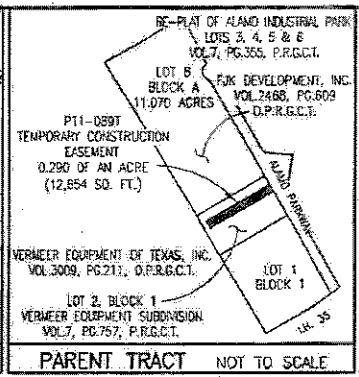 RE-PLAT OF ALAMO INDUSTRIAL PARK
LOTS 3, 4, 5 & 6
VOL.7, PG.355, P.R.G.C.T.
LOT 6
BLOCK A
11.070 ACRES
FJK DEVELOPMENT, INC.
VOL.2468, PG.609
O.P.R.G.C.T.
P11-089T
TEMPORARY CONSTRUCTION
EASEMENT
0.290 OF AN ACRE
(12,654 SQ. FT.)
ALAMO PARKWAY
VERMEER EQUIPMENT OF TEXAS, INC.
VOL.3009, PG.211, O.P.R.G.C.T.
LOT 1
BLOCK 1
LOT 2, BLOCK 1
VERMEER EQUIPMENT SUBDIVISION
VOL.7, PG.757, P.R.G.C.T.
I.H. 35
PARENT TRACT NOT TO SCALE